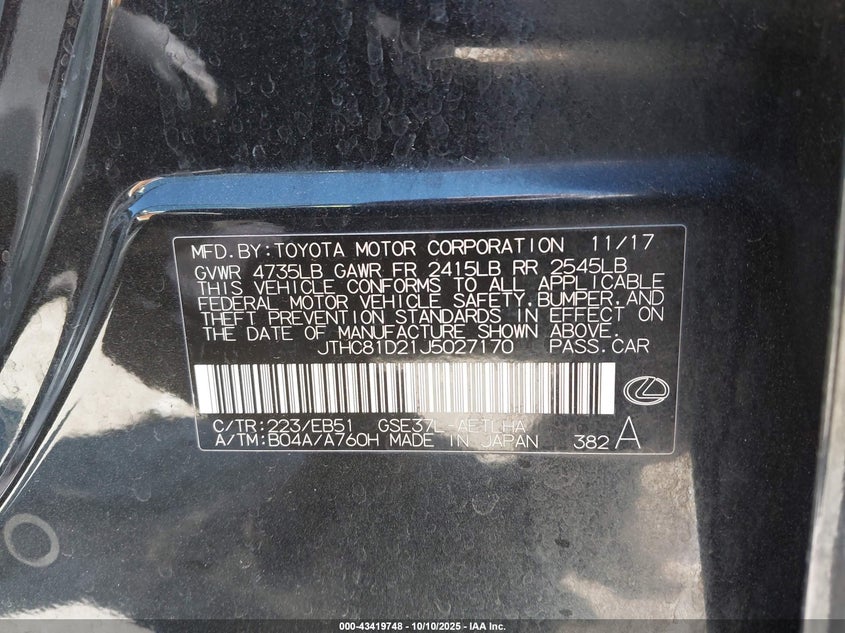 MFD.BY:TOYOTA MOTOR CORPORATION 11/17
GVWR 4735LB GAWR FR 2415LB RR 2545LB
THIS VEHICLE CONFORMS TO ALL APPLICABLE
FEDERAL MOTOR VEHICLE SAFETY,BUMPER,AND
THEFT PREVENTION STANDARDS IN EFFECT ON
THE DATE OF MANUFACTURE SHOWN ABOVE.
JTHC81D21J5027170 PASS.CAR
C/TR:223/EB51 GSE37L-AETLHA
A/TM:B04A/A760H MADE IN JAPAN 382 A
000-43419748 - 10/10/2025 - IAA Inc.